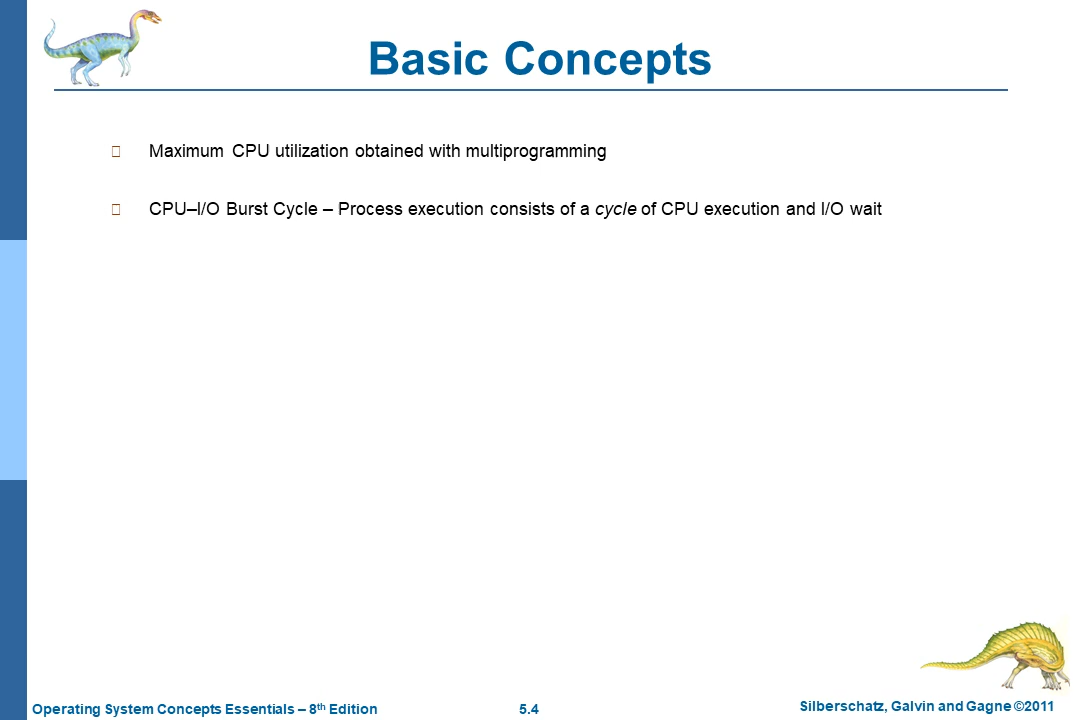 Basic Concepts
Maximum CPU utilization obtained with multiprogramming
CPU–I/O Burst Cycle – Process execution consists of a cycle of CPU execution and I/O wait
Operating System Concepts Essentials – 8th Edition
5.4
Silberschatz, Galvin and Gagne ©2011